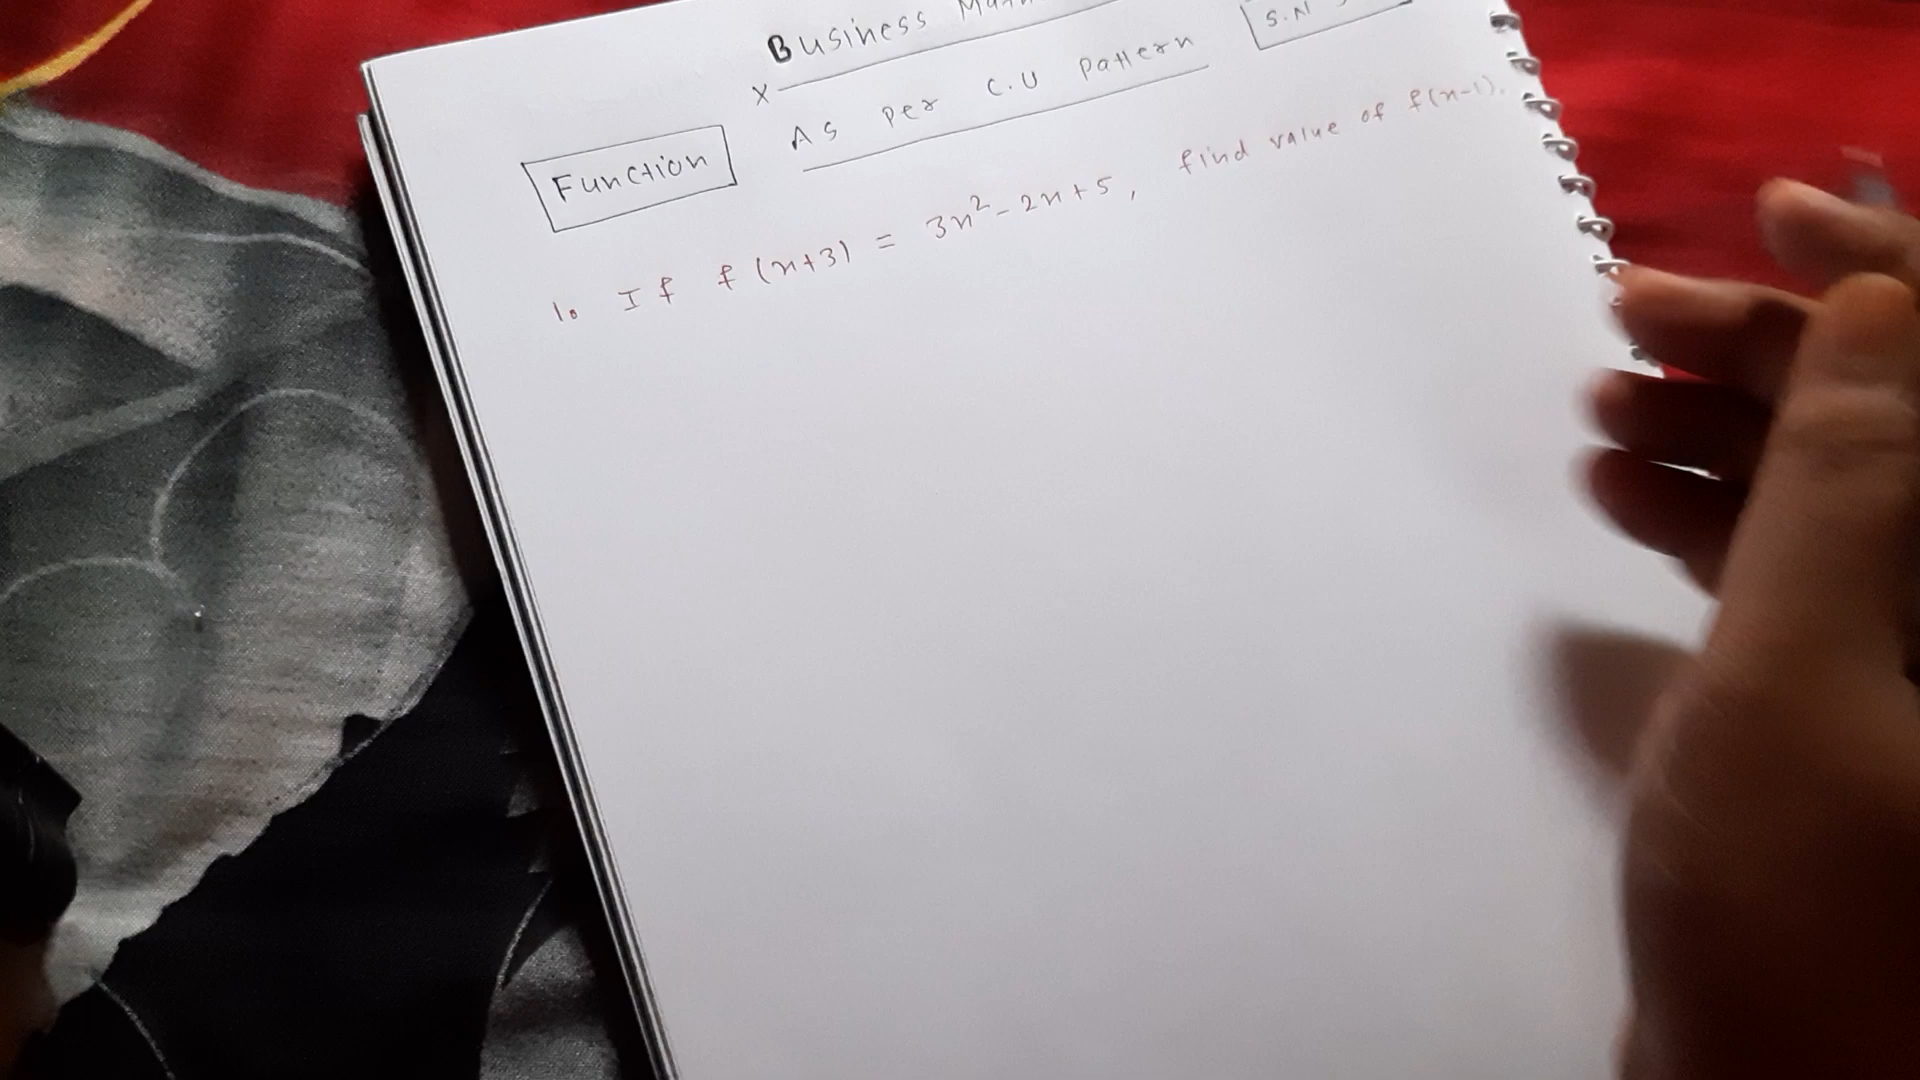 Business
S.N
As per C.U Pattern
Function
1. If f(x+3) = 3x²-2x+5, find value of f(x-1).